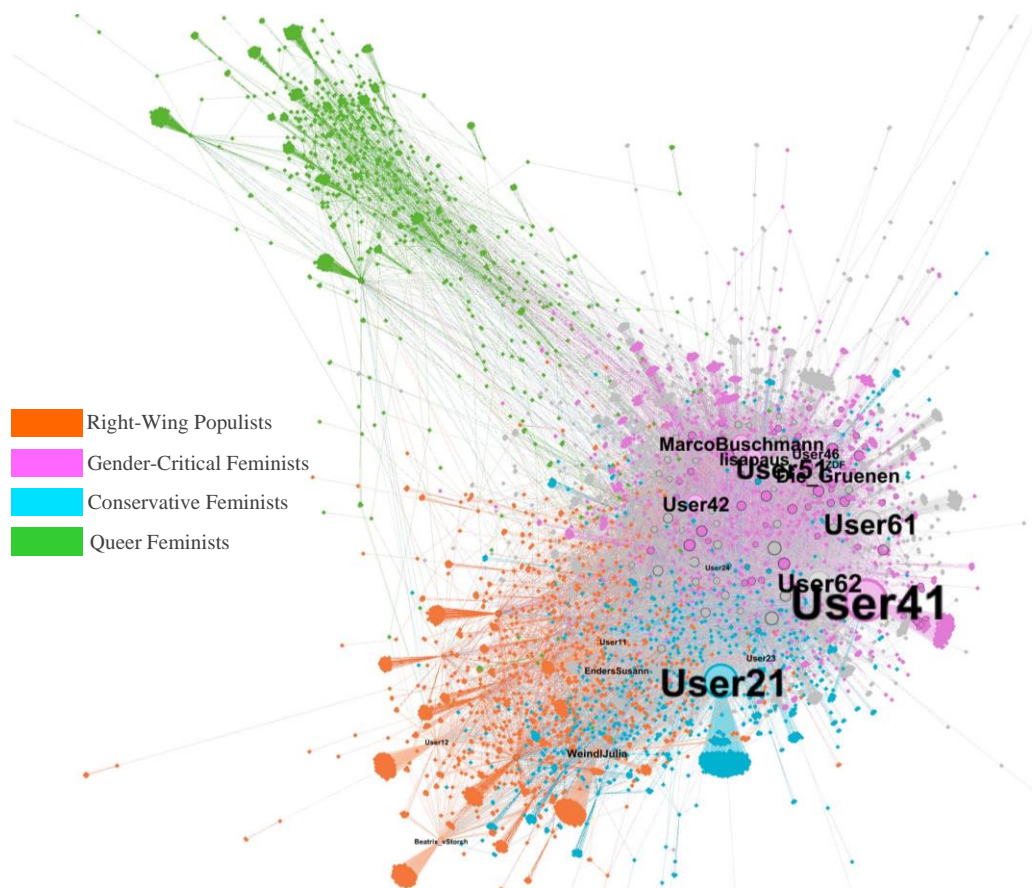 Right-Wing Populists
Gender-Critical Feminists
Conservative Feminists
Queer Feminists
MarcoBuschmann
lisapaus
User46
User51
ZDF
Die_Gruenen
User42
User61
User24
User62
User41
User11
User23
EndersSusann
User21
User12
WeindlJulia
Beatrix_vStorgh